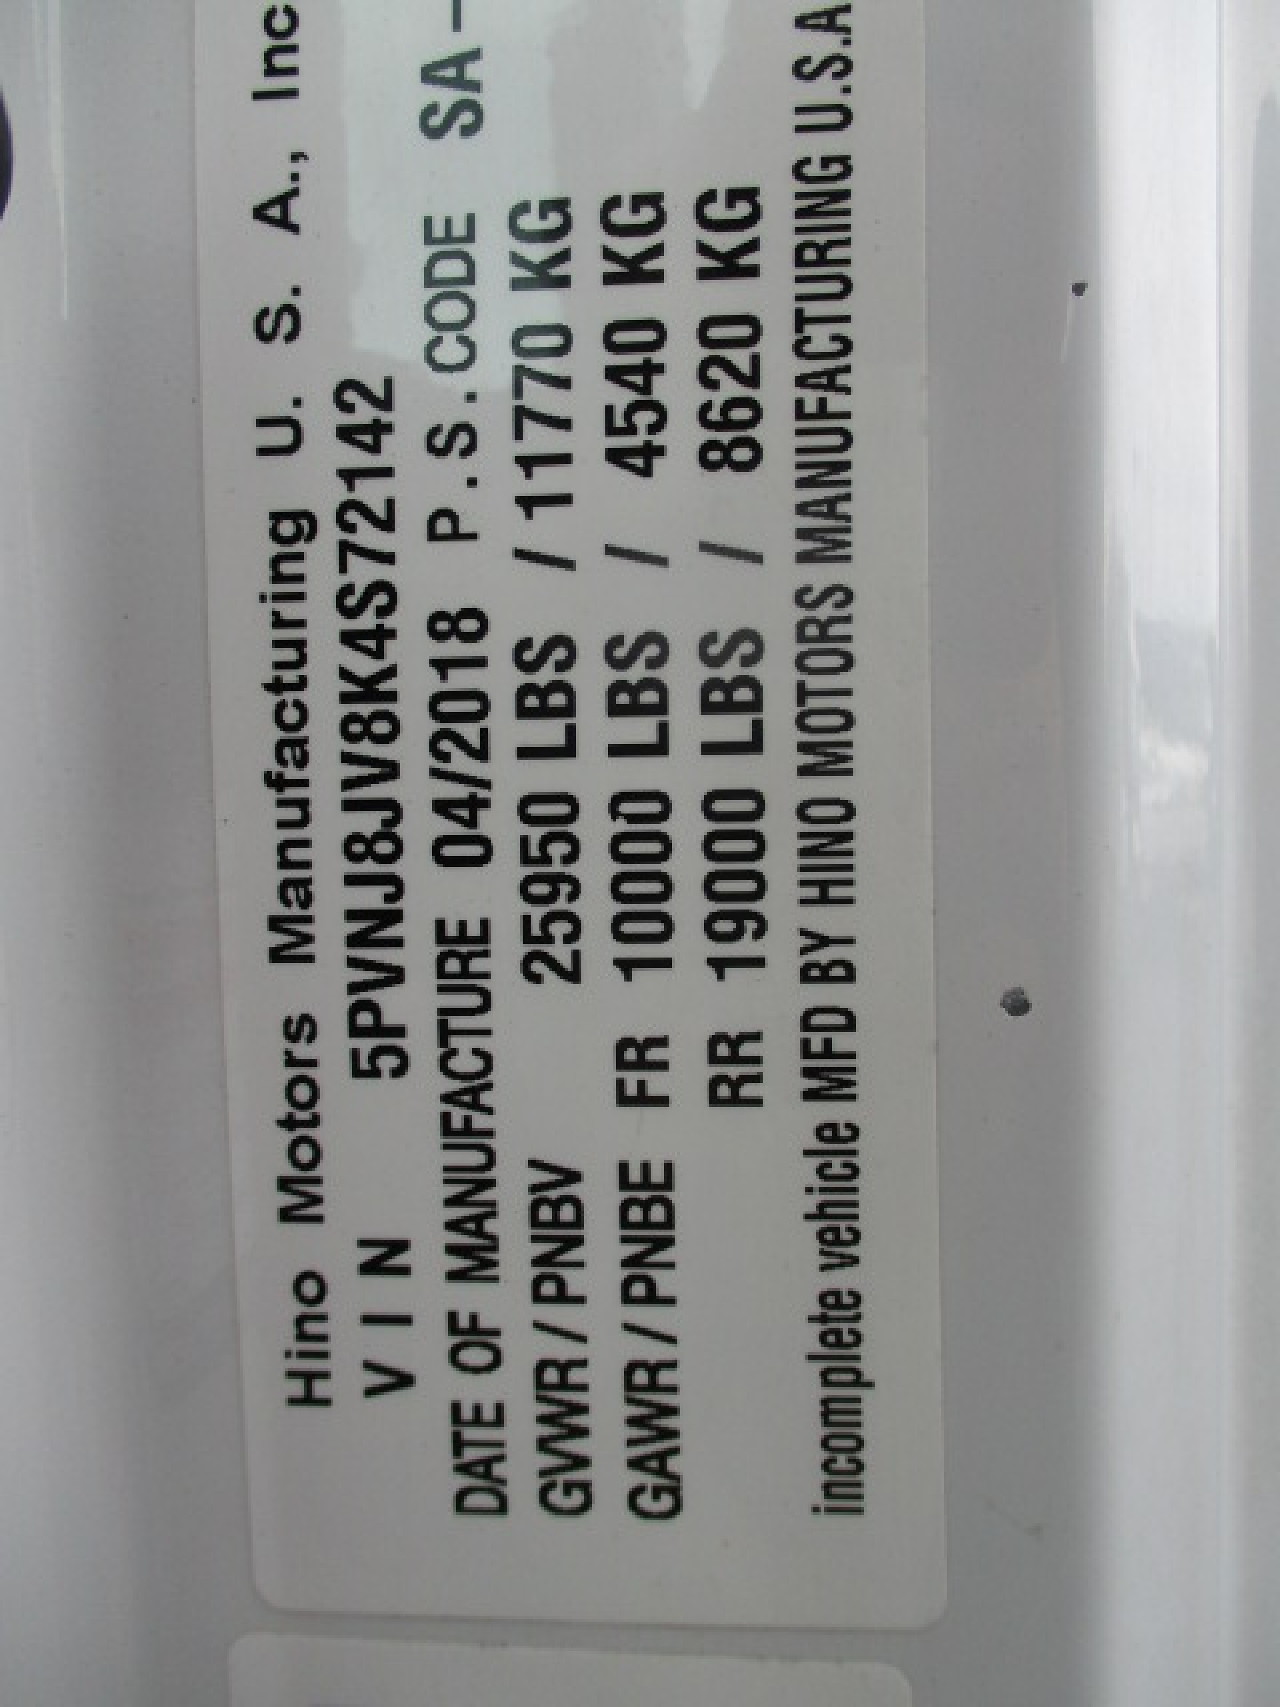 Hino Motors Manufacturing U. S. A., Inc
VIN 5PVNJ8JV8K4S72142
DATE OF MANUFACTURE 04/2018 P.S.CODE SA-
GVWR / PNBV 25950 LBS / 11770 KG
GAWR / PNBE FR 10000 LBS / 4540 KG
RR 19000 LBS / 8620 KG
incomplete vehicle MFD BY HINO MOTORS MANUFACTURING U.S.A